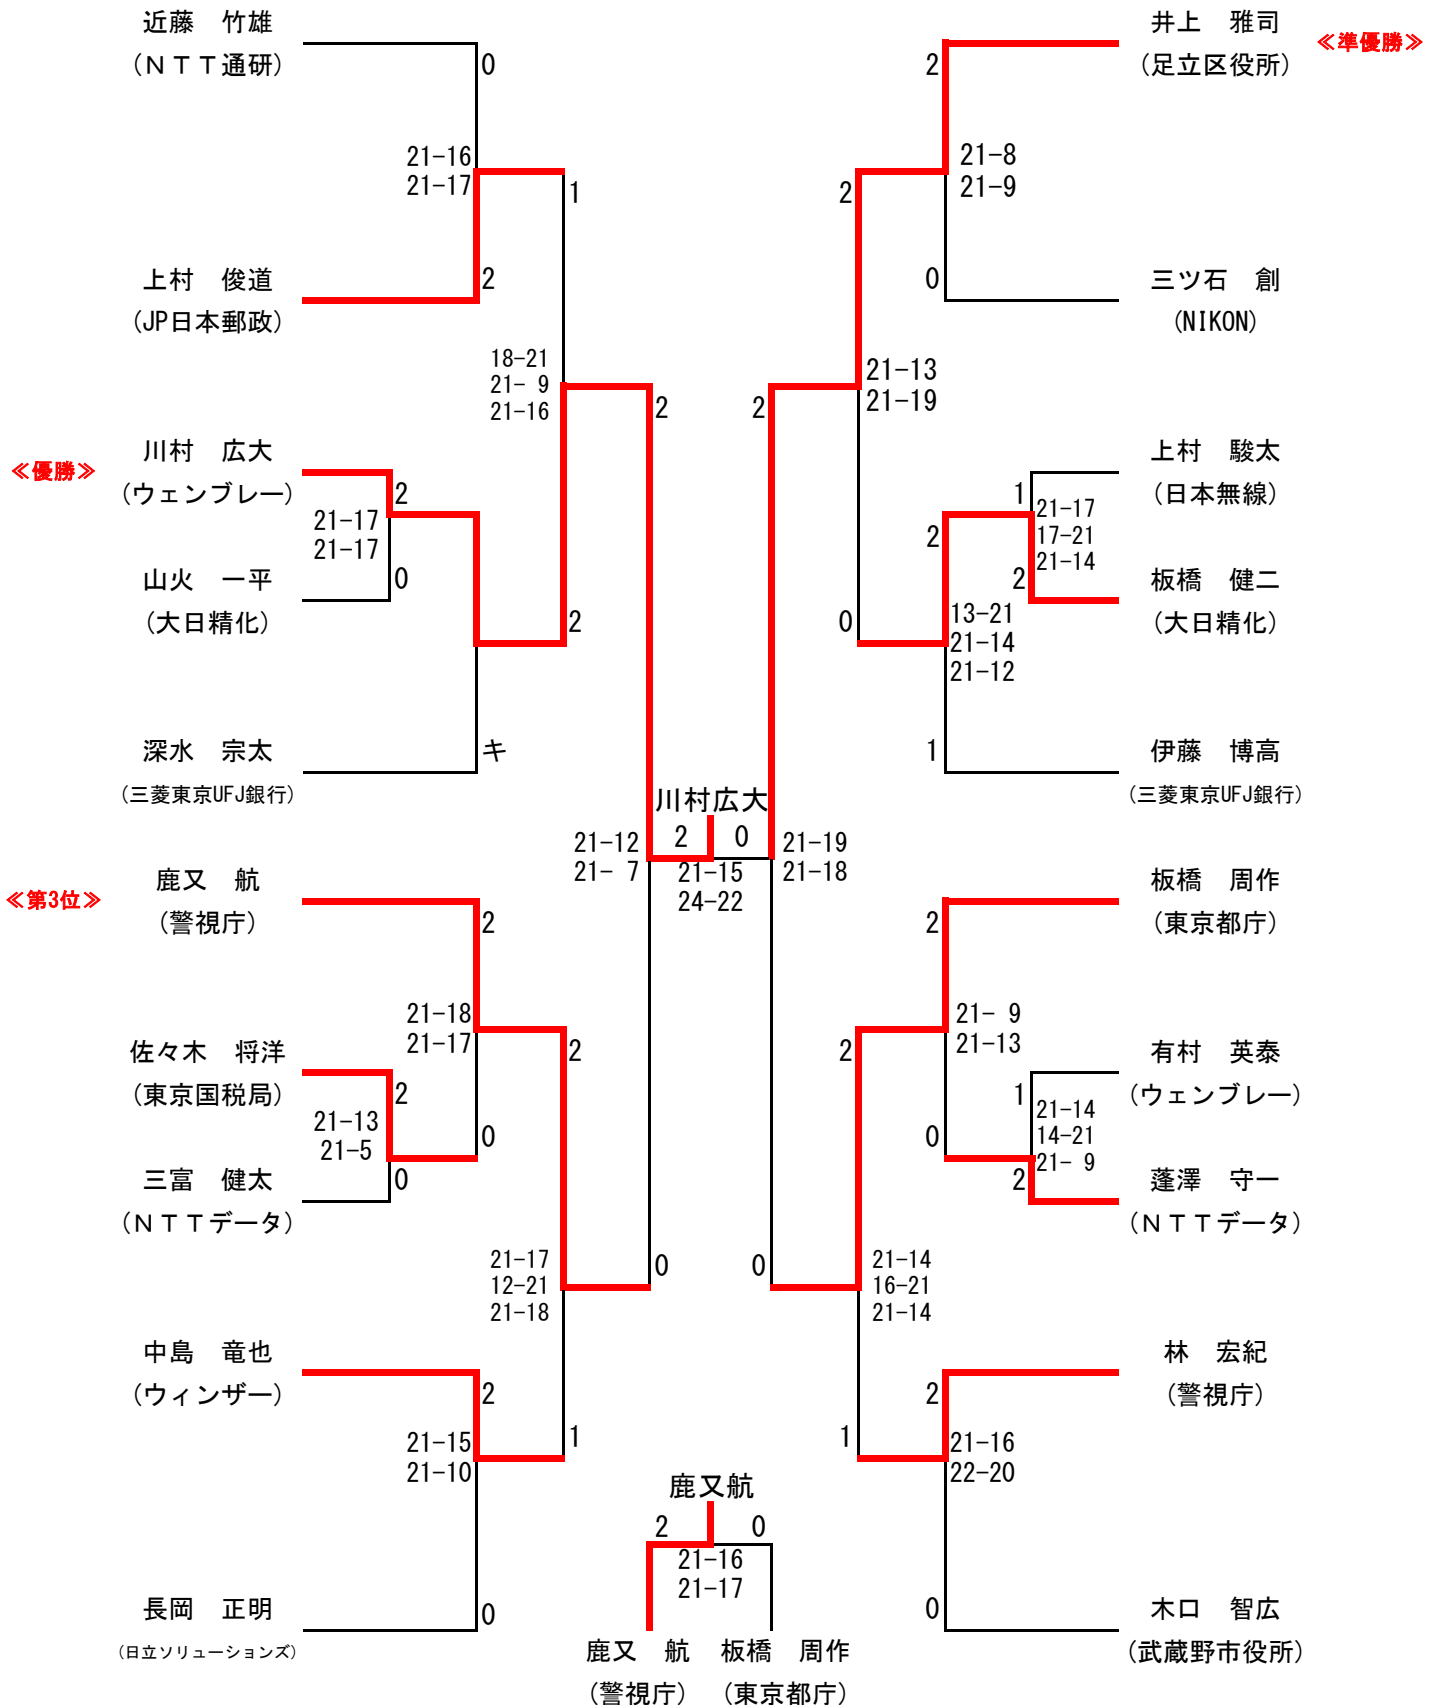 近藤　竹雄
(ＮＴＴ通研)
0
21-16
21-17
1
上村　俊道
(JP日本郵政)
2
18-21
21- 9
21-16
2
≪優勝≫
川村　広大
(ウェンブレー)
2
21-17
21-17
山火　一平
(大日精化)
0
2
深水　宗太
(三菱東京UFJ銀行)
キ
21-12
21- 7
≪第3位≫
鹿又　航
(警視庁)
2
21-18
21-17
2
佐々木　将洋
(東京国税局)
2
21-13
21-5
0
三富　健太
(ＮＴＴデータ)
0
21-17
12-21
21-18
0
中島　竜也
(ウィンザー)
2
21-15
21-10
1
長岡　正明
(日立ソリューションズ)
0
川村広大
2　0
21-15
24-22
鹿又航
2　0
21-16
21-17
鹿又　航　板橋　周作
(警視庁)　(東京都庁)
井上　雅司
(足立区役所)
≪準優勝≫
2
21-8
21-9
2
三ツ石　創
(NIKON)
0
21-13
21-19
2
上村　駿太
(日本無線)
1
21-17
17-21
21-14
2
板橋　健二
(大日精化)
2
13-21
21-14
21-12
0
伊藤　博高
(三菱東京UFJ銀行)
1
21-19
21-18
板橋　周作
(東京都庁)
2
21- 9
21-13
2
有村　英泰
(ウェンブレー)
1
21-14
14-21
21- 9
0
蓬澤　守一
(ＮＴＴデータ)
2
21-14
16-21
21-14
0
林　宏紀
(警視庁)
2
21-16
22-20
1
木口　智広
(武蔵野市役所)
0